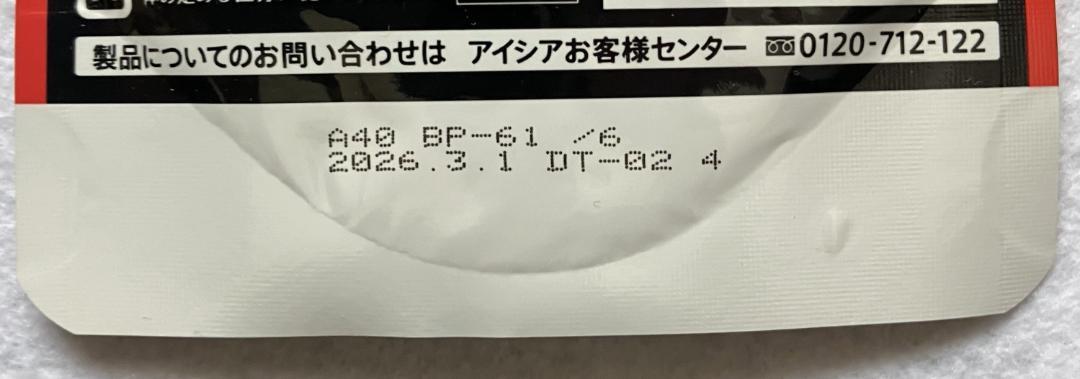 製品についてのお問い合わせは アイシアお客様センター 0120-712-122
A40 BP-61 /6
2026.3.1 DT-02 4